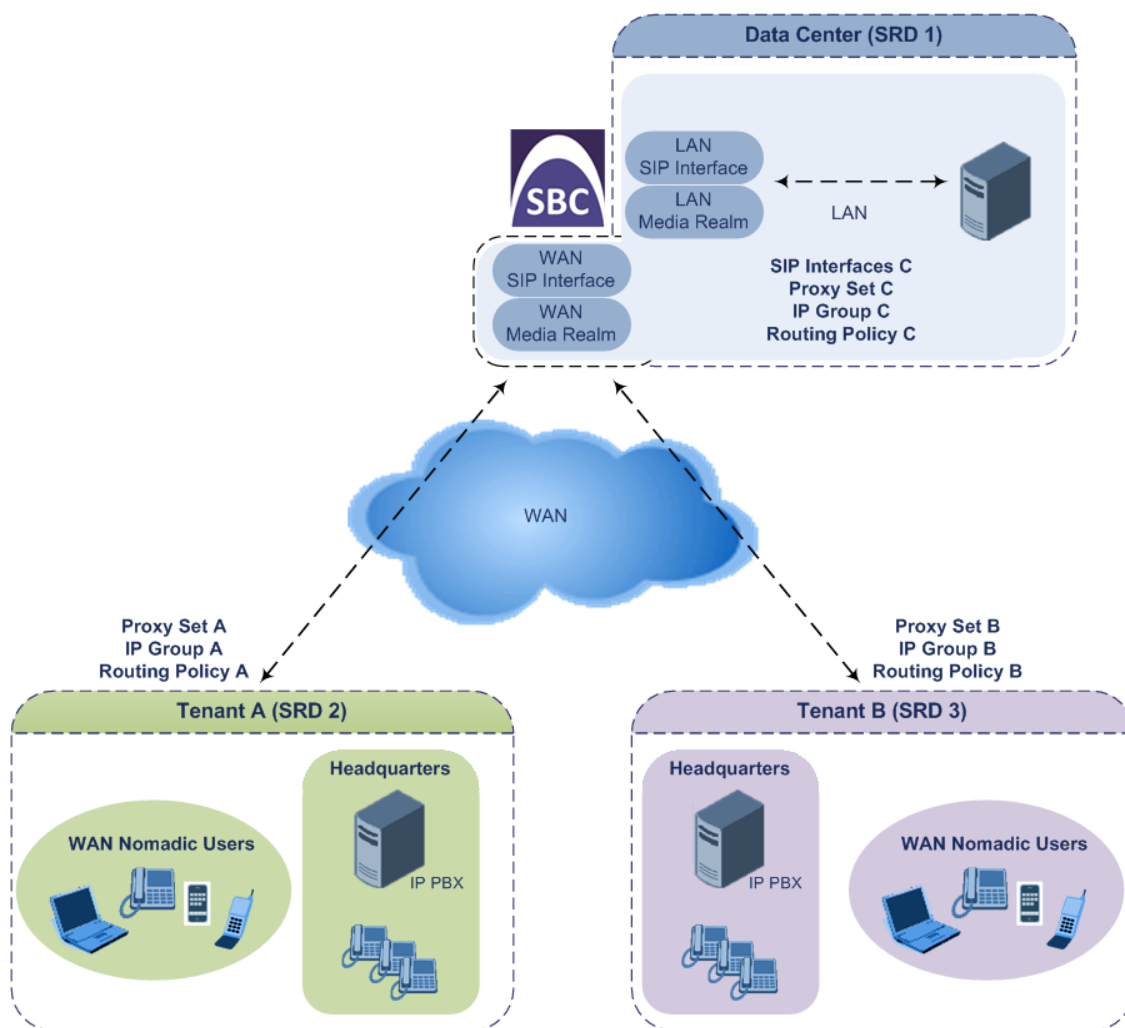 Data Center (SRD 1)
SBC
LAN
SIP Interface
LAN
Media Realm
LAN
WAN
SIP Interface
WAN
Media Realm
SIP Interfaces C
Proxy Set C
IP Group C
Routing Policy C
WAN
Proxy Set A
IP Group A
Routing Policy A
Proxy Set B
IP Group B
Routing Policy B
Tenant A (SRD 2)
WAN Nomadic Users
Headquarters
IP PBX
Tenant B (SRD 3)
Headquarters
IP PBX
WAN Nomadic Users